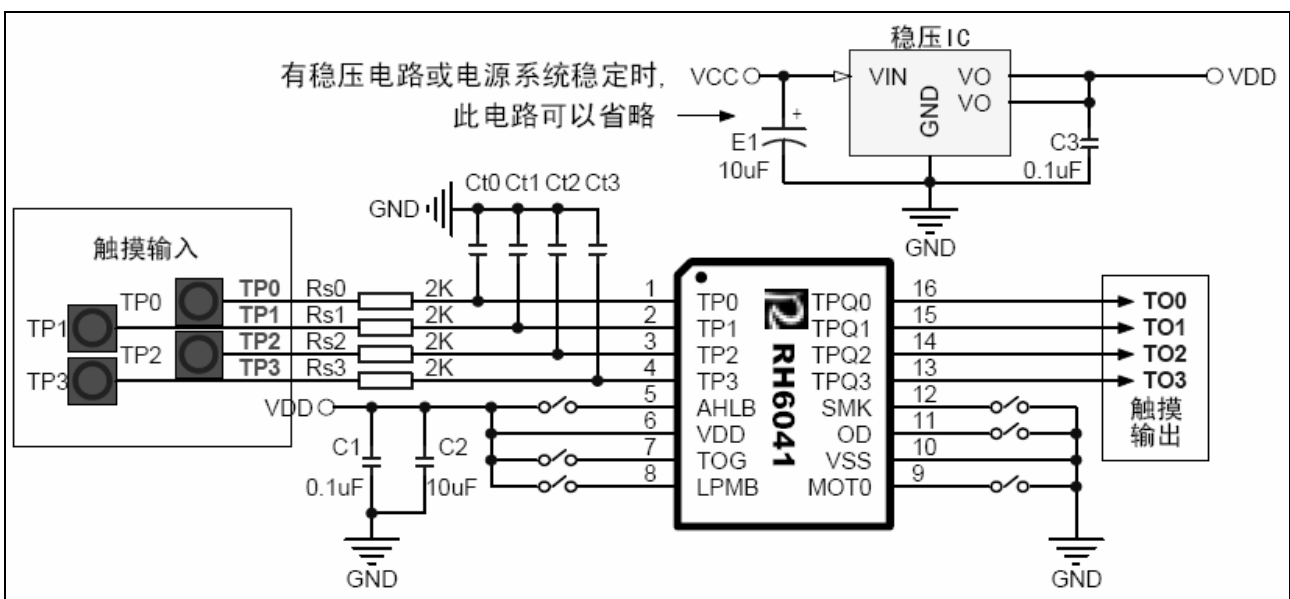 稳压IC
有稳压电路或电源系统稳定时,
此电路可以省略
VCC
VIN
VO
VO
GND
VDD
+
E1
10uF
C3
0.1uF
GND
Ct0 Ct1 Ct2 Ct3
GND
触摸输入
TP0
TP1
TP2
TP3
TP0 Rs0 2K 1
TP1 Rs1 2K 2
TP2 Rs2 2K 3
TP3 Rs3 2K 4
VDD
5
6
7
8
C1
0.1uF
C2
10uF
GND
TP0
TP1
TP2
TP3
AHLB
VDD
TOG
LPMB
RH6041
TPQ0
TPQ1
TPQ2
TPQ3
SMK
OD
VSS
MOT0
16
15
14
13
12
11
10
9
TO0
TO1
TO2
TO3
触摸
输出
GND